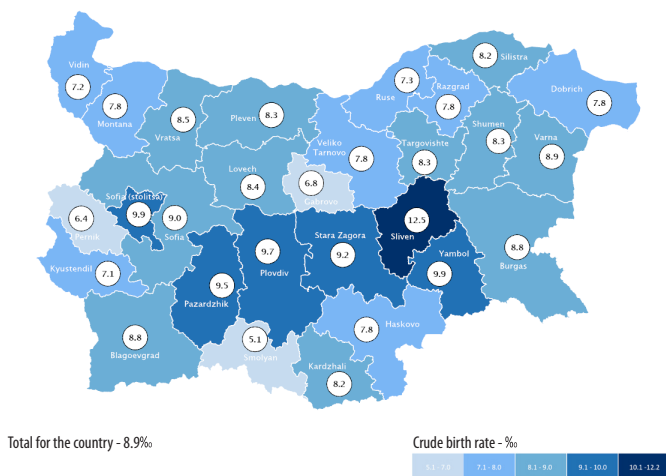 8.2
Silistra
Vidin
7.2
7.3
Ruse
Razgrad
7.8
Dobrich
7.8
7.8
Montana
8.5
Vratsa
Pleven
8.3
Shumen
8.3
Varna
8.9
Veliko
Tarnovo
7.8
Targovishte
8.3
Lovech
8.4
6.8
Gabrovo
Sofia (stolitsa)
9.9
9.0
Sofia
6.4
Pernik
12.5
Sliven
Stara Zagora
9.2
9.7
Plovdiv
Yambol
9.9
8.8
Burgas
Kyustendil
7.1
9.5
Pazardzhik
7.8
Haskovo
8.8
Blagoevgrad
5.1
Smolyan
Kardzhali
8.2
Total for the country - 8.9‰
Crude birth rate - ‰
5.1 - 7.0
7.1 - 8.0
8.1 - 9.0
9.1 - 10.0
10.1 -12.2